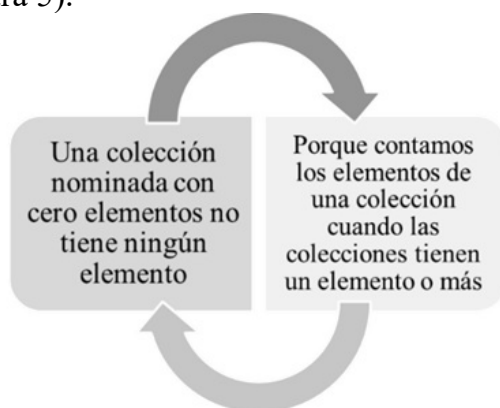 ra 5).
Una colección
nominada con
cero elementos no
tiene ningún
elemento
Porque contamos
los elementos de
una colección
cuando las
colecciones tienen
un elemento o más